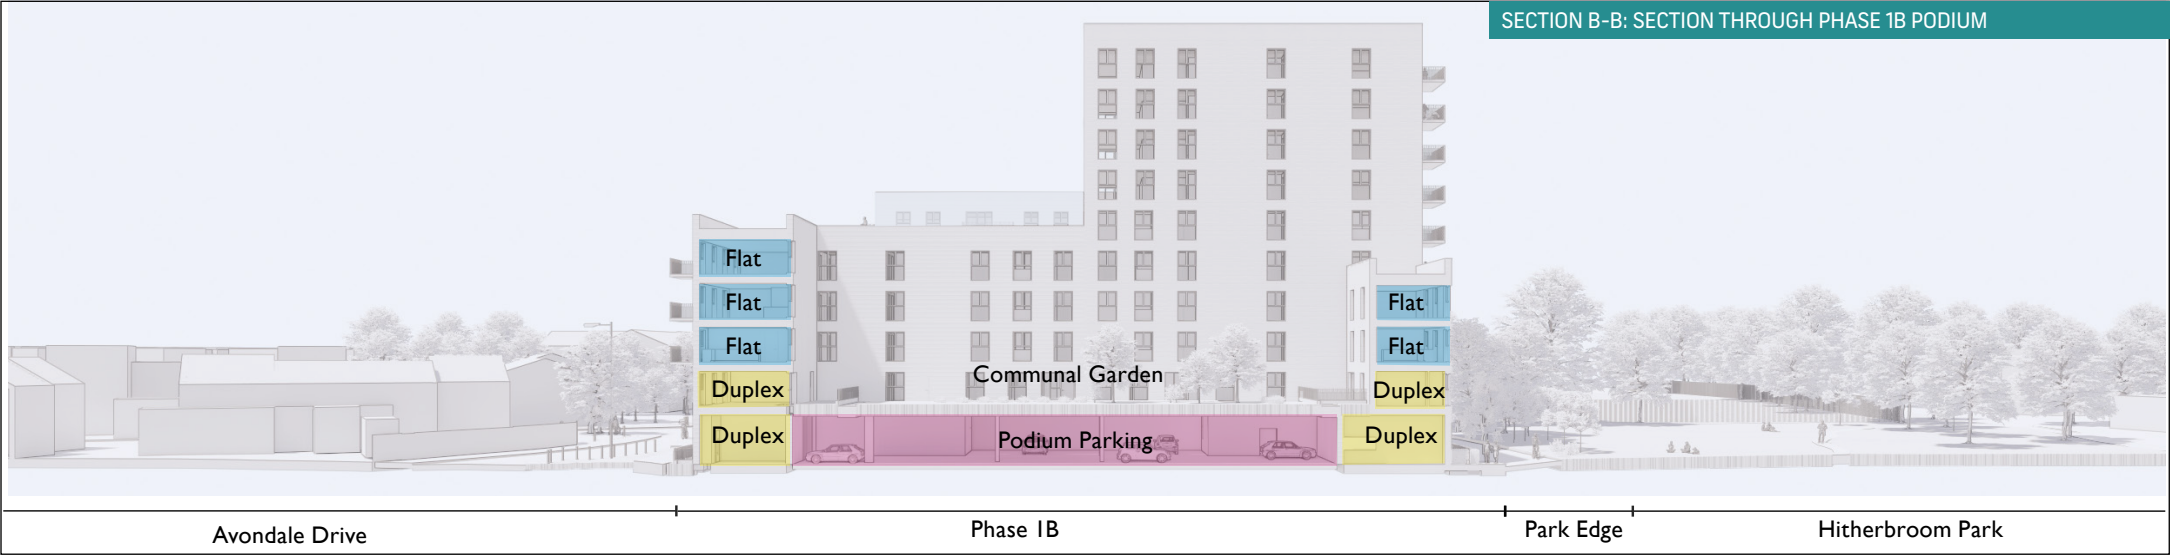 SECTION B-B: SECTION THROUGH PHASE 1B PODIUM
Flat
Flat
Flat
Flat
Flat
Communal Garden
Duplex
Duplex
Duplex
Podium Parking
Duplex
Avondale Drive
Phase 1B
Park Edge
Hitherbroom Park